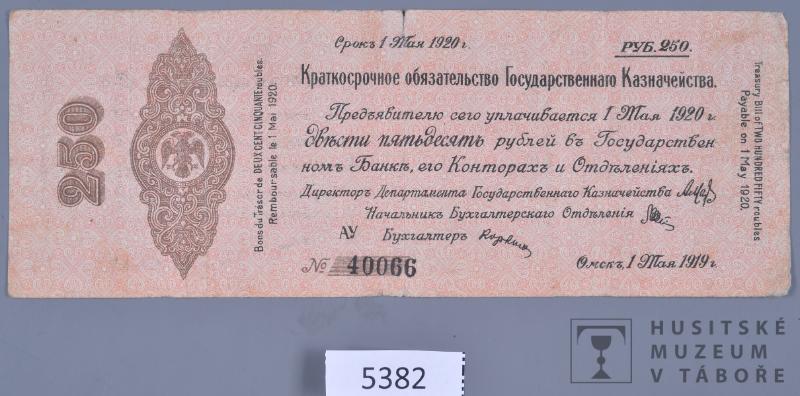 Срокъ 1 Мая 1920 г.
РУБ. 250.
Краткосрочное обязательство Государственнаго Казначейства.
Предъявителю сего уплачивается 1 Мая 1920 г.
двѣсти пятьдесятъ рублей въ Государствен
номъ Банкѣ, его Конторахъ и Отдѣленіяхъ.
Директоръ Департамента Государственнаго Казначейства
Начальникъ Бухгалтерскаго Отдѣленія
АУ Бухгалтеръ
№ 40066
Омскъ, 1 Мая 1919 г.
250
Bons du Trésor de DEUX CENT CINQUANTE roubles.
Remboursable le 1 Mai 1920.
Treasury Bill of TWO HUNDRED FIFTY roubles
Payable on 1 May 1920.
5382
HUSITSKÉ
MUZEUM
V TÁBOŘE